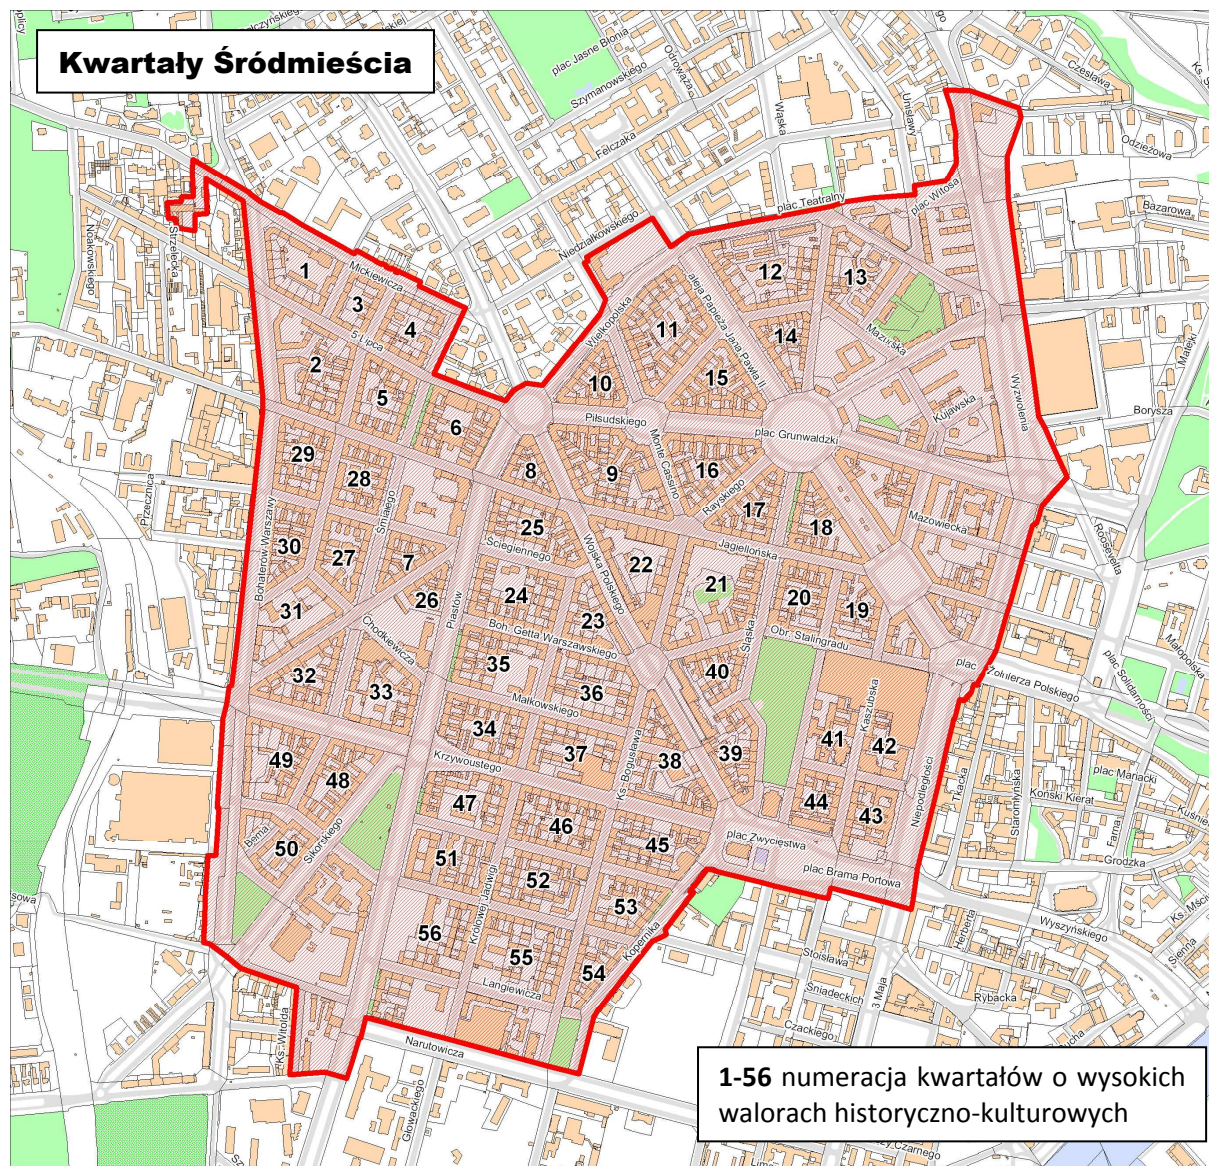 Kwartały Śródmieścia
plac Jasne Błonia
Odrowąża
Szymanowskiego
Felczaka
Wąska
Unisławy
Czesława
Odzieżowa
Bazarowa
plac Teatralny
plac Witosa
Niedziałkowskiego
Noakowskiego
Strzelecka
Mickiewicza
5 Lipca
Wielkopolska
aleja Papieża Jana Pawła II
Mazurska
Matejki
Wyzwolenia
Borysza
Kujawska
Piłsudskiego
plac Grunwaldzki
Monte Cassino
Rayskiego
Mazowiecka
Roosevelta
Przecznica
Bohaterów Warszawy
Śmiałego
Ściegiennego
Jagiellońska
Wojska Polskiego
Piastów
Chodkiewicza
Boh. Getta Warszawskiego
Śląska
Obr. Stalingradu
plac Żołnierza Polskiego
plac Solidarności
Małopolska
Kaszubska
Małkowskiego
Krzywoustego
Ks. Bogusława
Niepodległości
Tkacka
Staromłyńska
plac Mariacki
Koński Kierat
Farna
Grodzka
Bema
Sikorskiego
plac Zwycięstwa
plac Brama Portowa
Królowej Jadwigi
Kopernika
Wyszyńskiego
Ks. Mści
Sienna
Herberta
Stoisława
Śniadeckich
3 Maja
Rybacka
Czackiego
Langiewicza
Ks. Witolda
Narutowicza
Głowackiego
1
2
3
4
5
6
7
8
9
10
11
12
13
14
15
16
17
18
19
20
21
22
23
24
25
26
27
28
29
30
31
32
33
34
35
36
37
38
39
40
41
42
43
44
45
46
47
48
49
50
51
52
53
54
55
56
1-56 numeracja kwartałów o wysokich
walorach historyczno-kulturowych